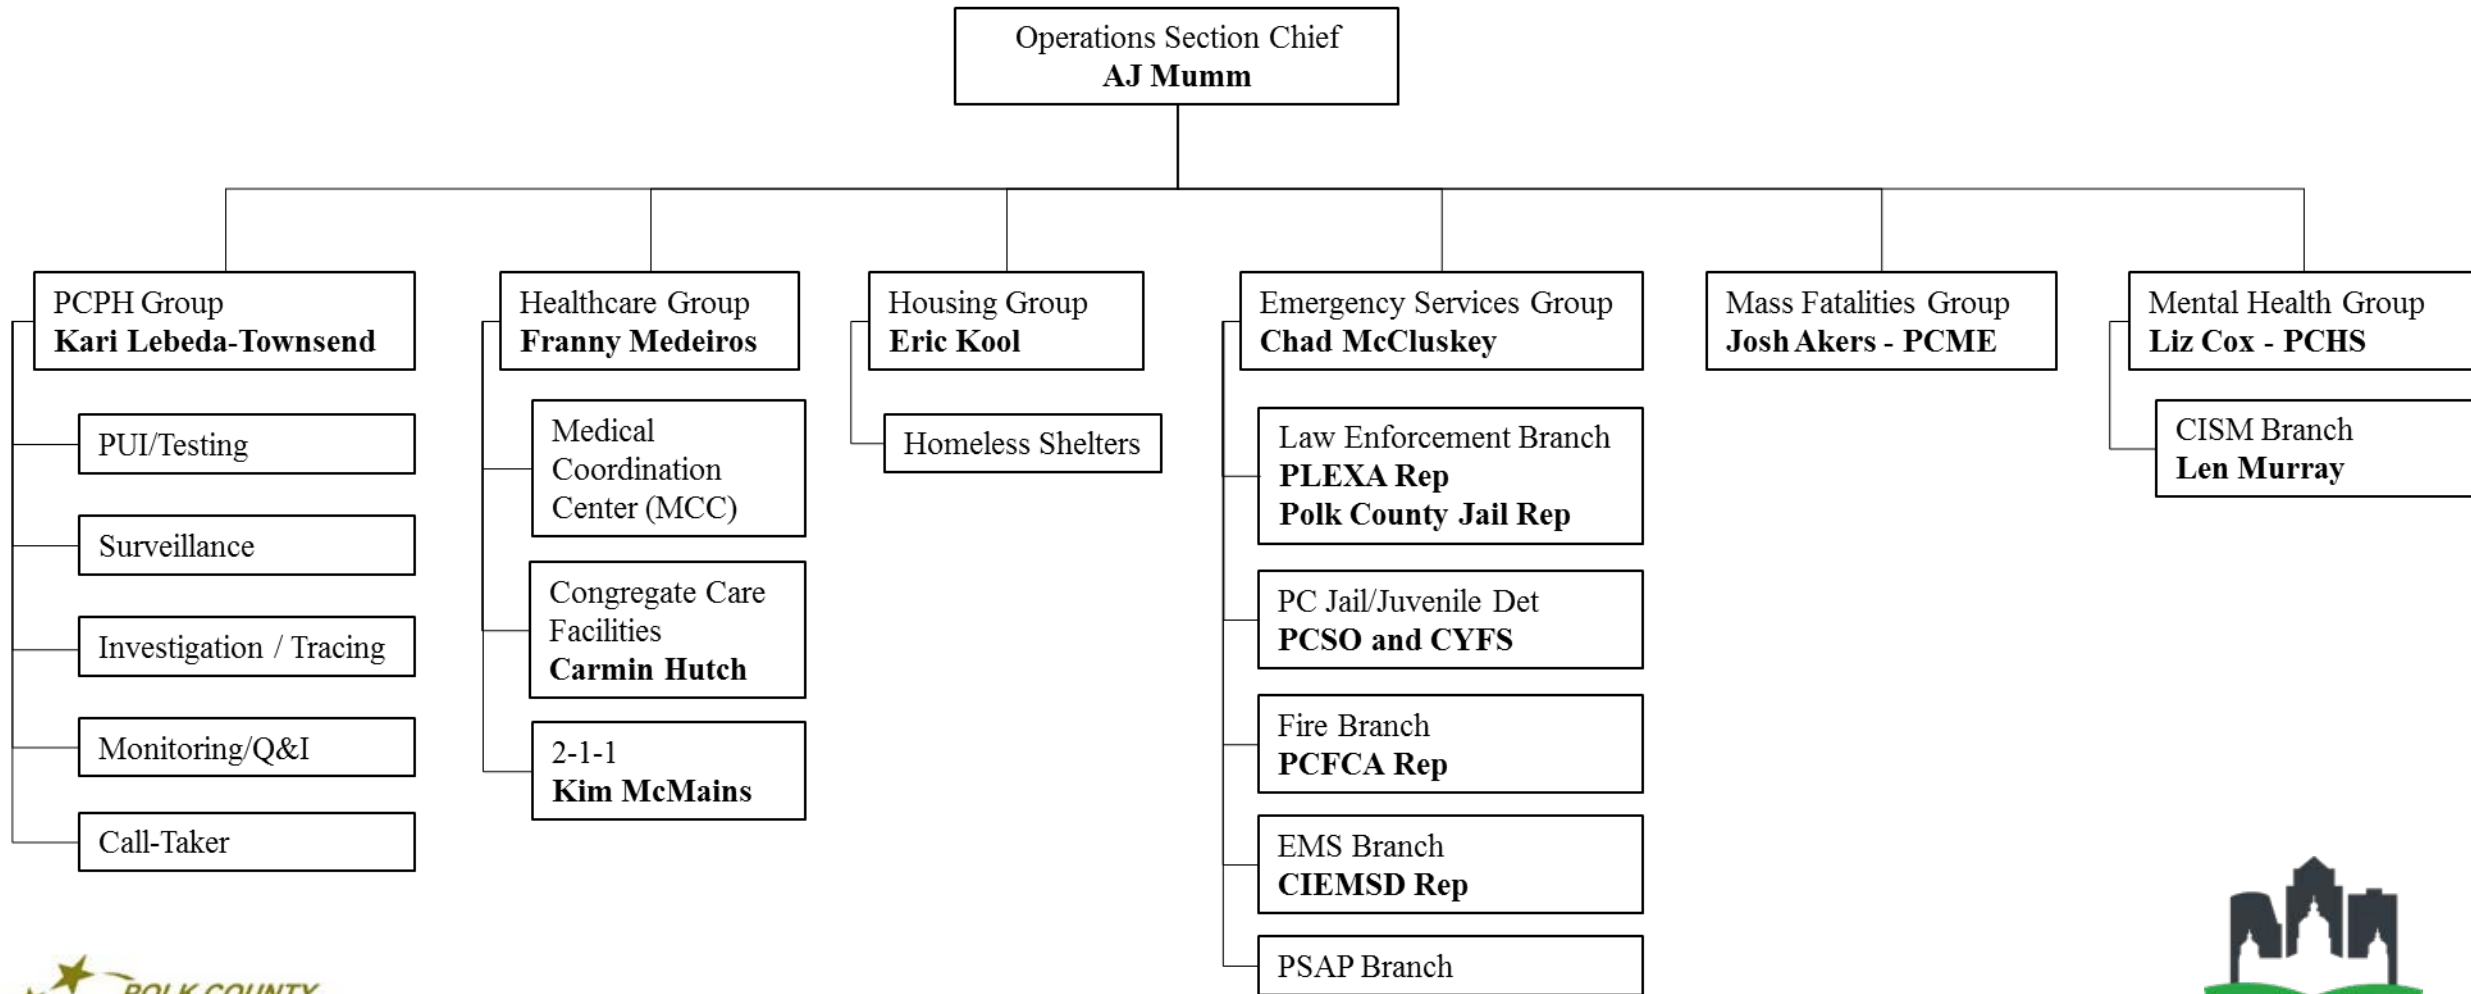 Operations Section Chief
AJ Mumm
PCPH Group
Kari Lebeda-Townsend
PUI/Testing
Surveillance
Investigation / Tracing
Monitoring/Q&I
Call-Taker
Healthcare Group
Franny Medeiros
Medical
Coordination
Center (MCC)
Congregate Care
Facilities
Carmin Hutch
2-1-1
Kim McMains
Housing Group
Eric Kool
Homeless Shelters
Emergency Services Group
Chad McCluskey
Law Enforcement Branch
PLEXA Rep
Polk County Jail Rep
PC Jail/Juvenile Det
PCSO and CYFS
Fire Branch
PCFCA Rep
EMS Branch
CIEMSD Rep
PSAP Branch
Mass Fatalities Group
Josh Akers - PCME
Mental Health Group
Liz Cox - PCHS
CISM Branch
Len Murray
POLK COUNTY